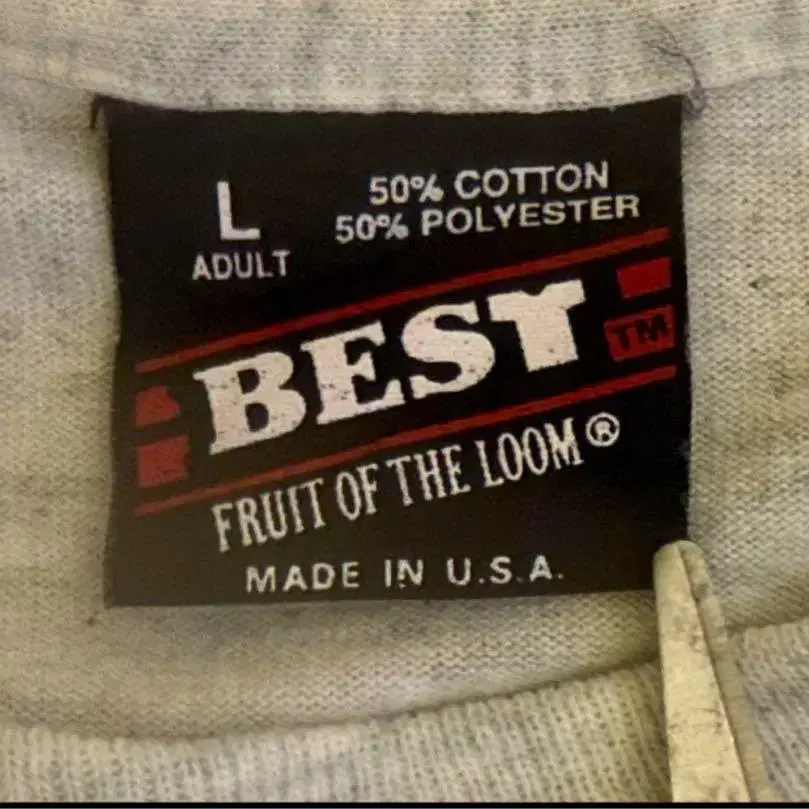 L
ADULT
50% COTTON
50% POLYESTER
BEST
TM
FRUIT OF THE LOOM®
MADE IN U.S.A.